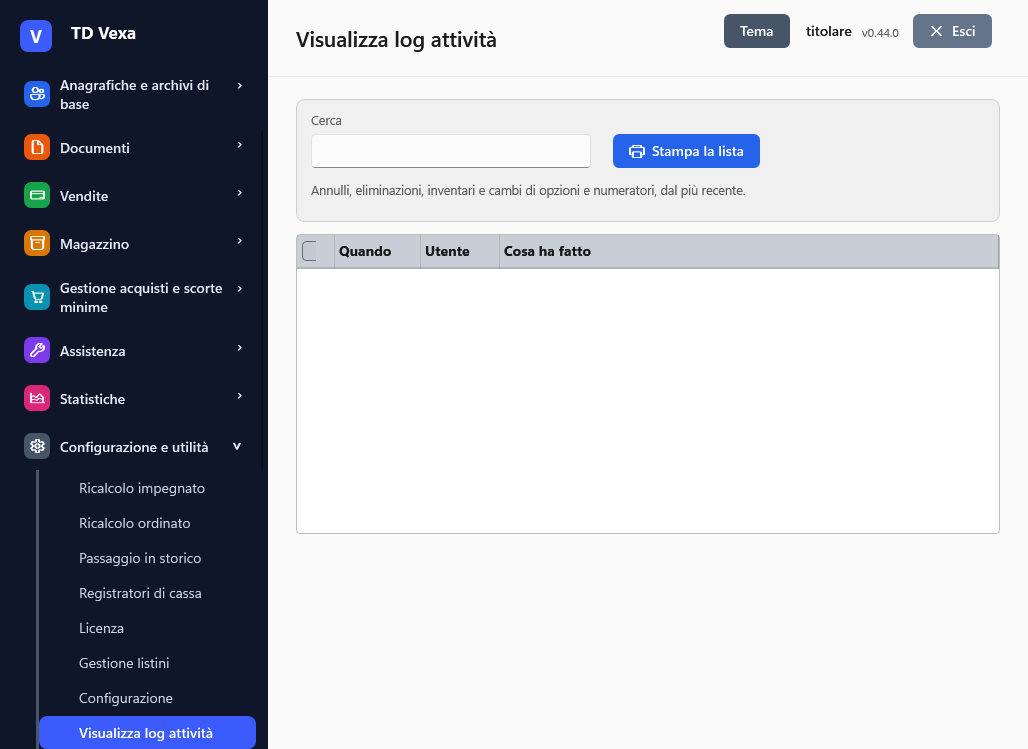 V
TD Vexa
Anagrafiche e archivi di
base
Documenti
Vendite
Magazzino
Gestione acquisti e scorte
minime
Assistenza
Statistiche
Configurazione e utilità
Ricalcolo impegnato
Ricalcolo ordinato
Passaggio in storico
Registratori di cassa
Licenza
Gestione listini
Configurazione
Visualizza log attività
Visualizza log attività
Tema
titolare
v0.44.0
Esci
Cerca
Stampa la lista
Annulli, eliminazioni, inventari e cambi di opzioni e numeratori, dal più recente.
Quando
Utente
Cosa ha fatto